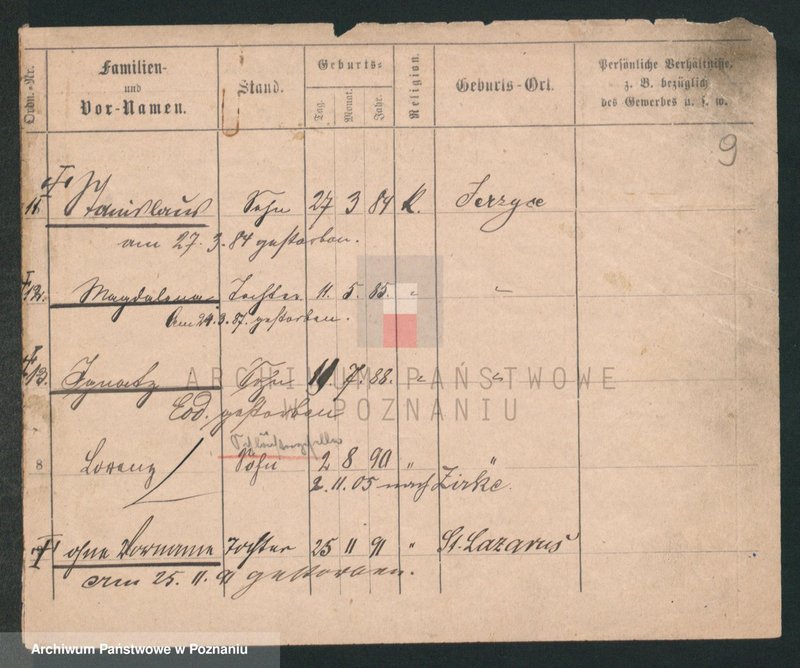 Ordn.-Nr.
Familien-
und
Vor-Namen.
Stand.
Geburts-
Tag.
Monat.
Jahr.
Religion.
Geburts-Ort.
Persönliche Verhältnisse,
z. B. bezüglich
des Gewerbes u. s. w.
9
11. Stanislaus Sohn 27 3 84 K. Jerzyce
am 27.3.84 gestorben.
12. Magdalena Tochter 11. 5. 85. " "
Am 24.3.87. gestorben.
13. Ignatz Sohn 19 7. 88. " "
Eod. gestorben
8 Lorenz Sohn 2 8 90 " "
2.11.05 nach Zirke.
ohne Vorname Tochter 25 11 91 " St. Lazarus
Am 25.11.91 gestorben.
ARCHIWUM PAŃSTWOWE
W POZNANIU
Archiwum Państwowe w Poznaniu